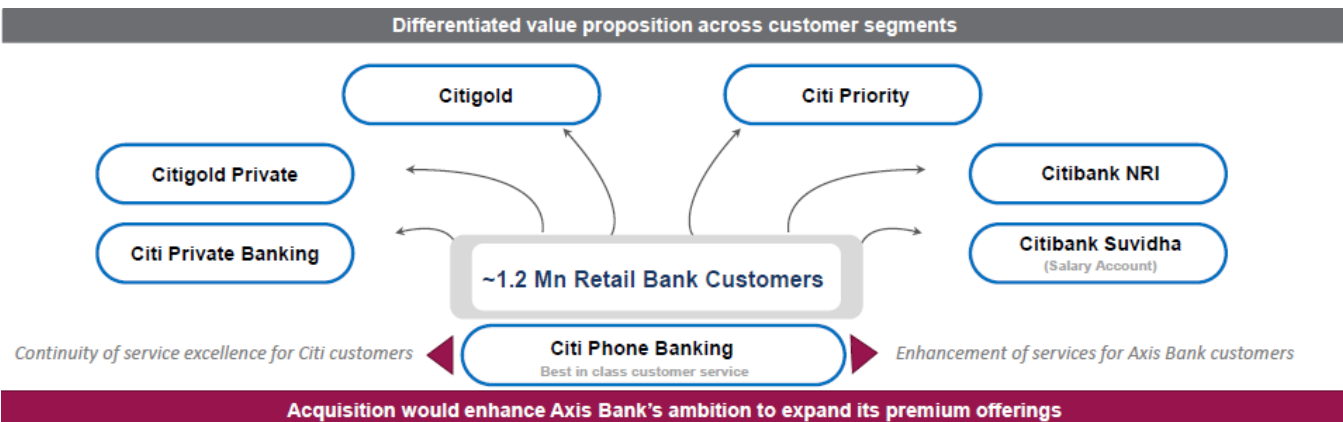 Differentiated value proposition across customer segments
Citigold
Citi Priority
Citigold Private
Citibank NRI
Citi Private Banking
Citibank Suvidha
(Salary Account)
~1.2 Mn Retail Bank Customers
Continuity of service excellence for Citi customers
Citi Phone Banking
Best in class customer service
Enhancement of services for Axis Bank customers
Acquisition would enhance Axis Bank's ambition to expand its premium offerings